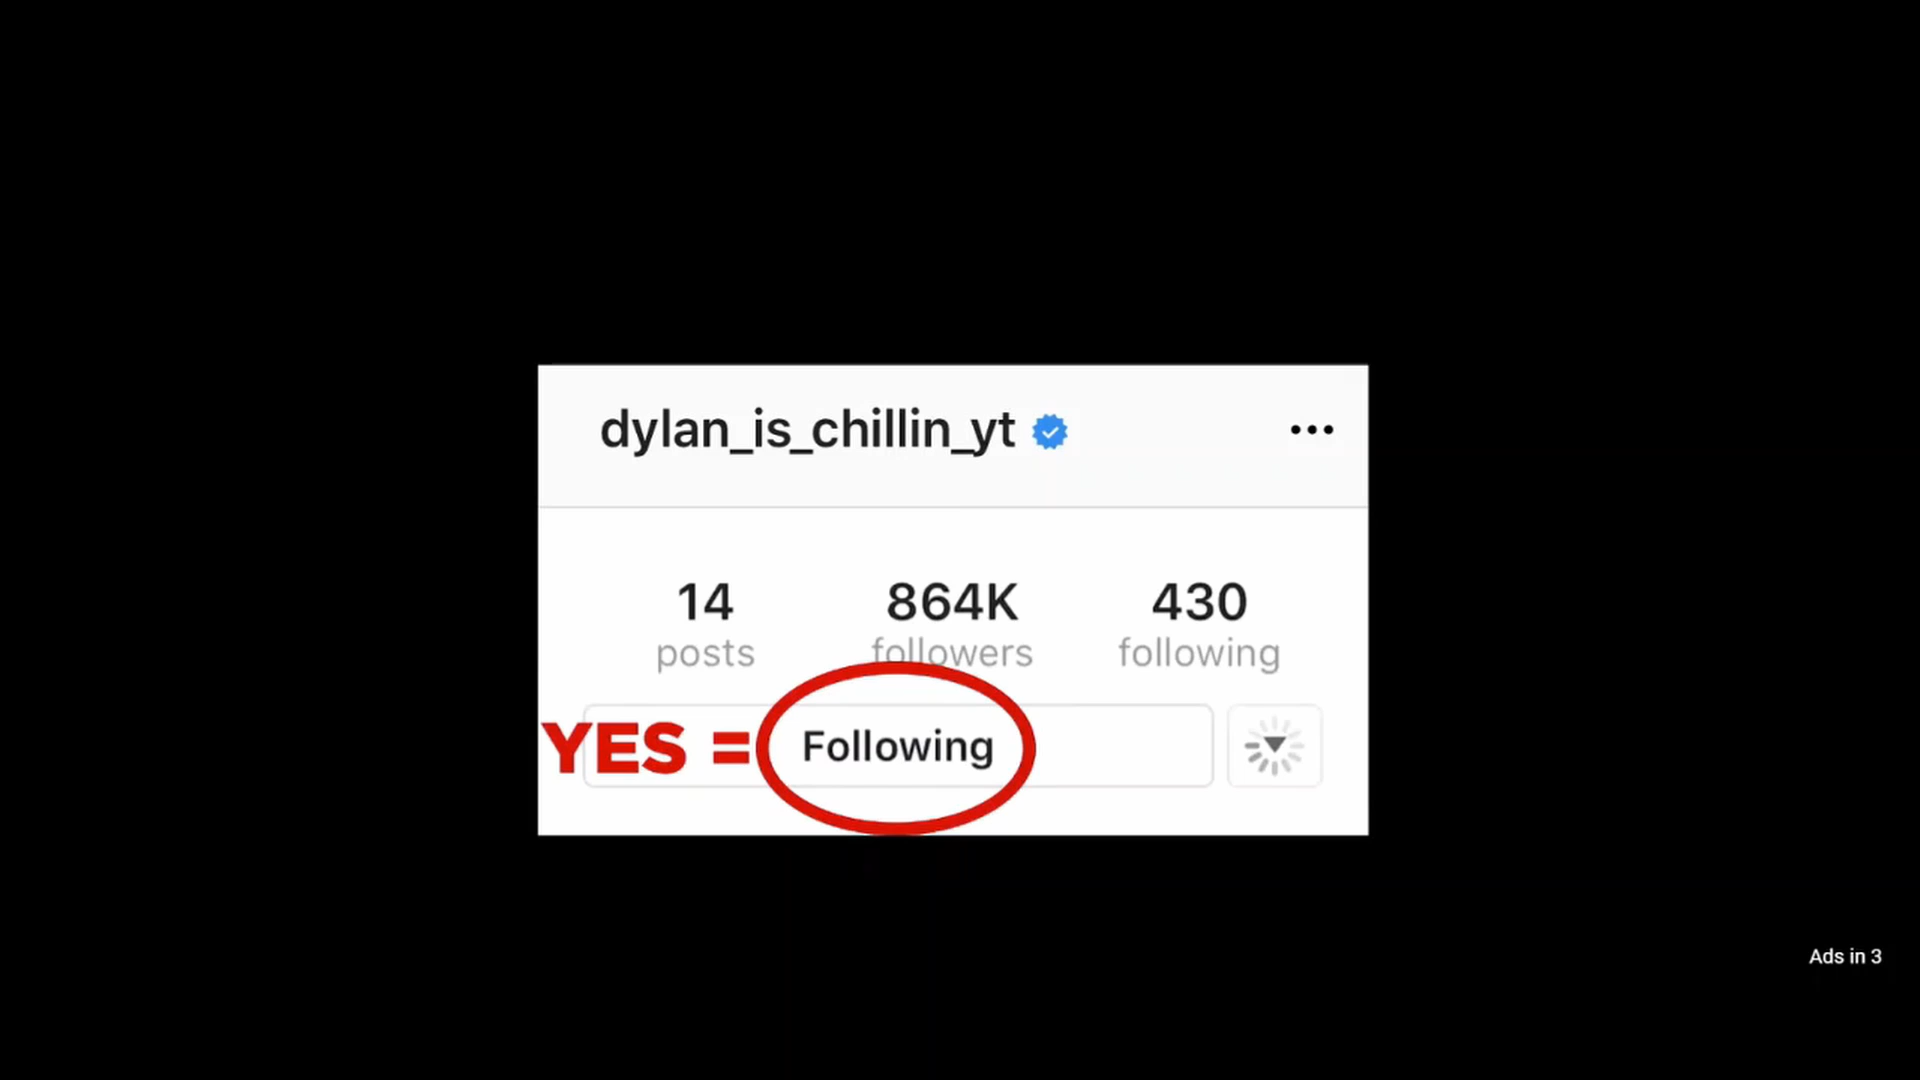 dylan_is_chillin_yt
14 864K 430
posts followers following
YES = Following
Ads in 3